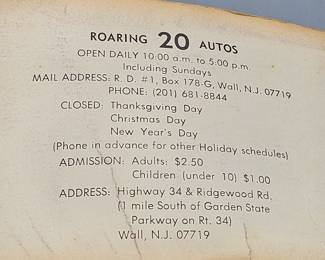 ROARING 20 AUTOS
OPEN DAILY 10:00 a.m. to 5:00 p.m.
Including Sundays
MAIL ADDRESS: R. D. #1, Box 178-G, Wall, N.J. 07719
PHONE: (201) 681-8844
CLOSED: Thanksgiving Day
Christmas Day
New Year's Day
(Phone in advance for other Holiday schedules)
ADMISSION: Adults: $2.50
Children (under 10) $1.00
ADDRESS: Highway 34 & Ridgewood Rd.
(1 mile South of Garden State
Parkway on Rt. 34)
Wall, N.J. 07719